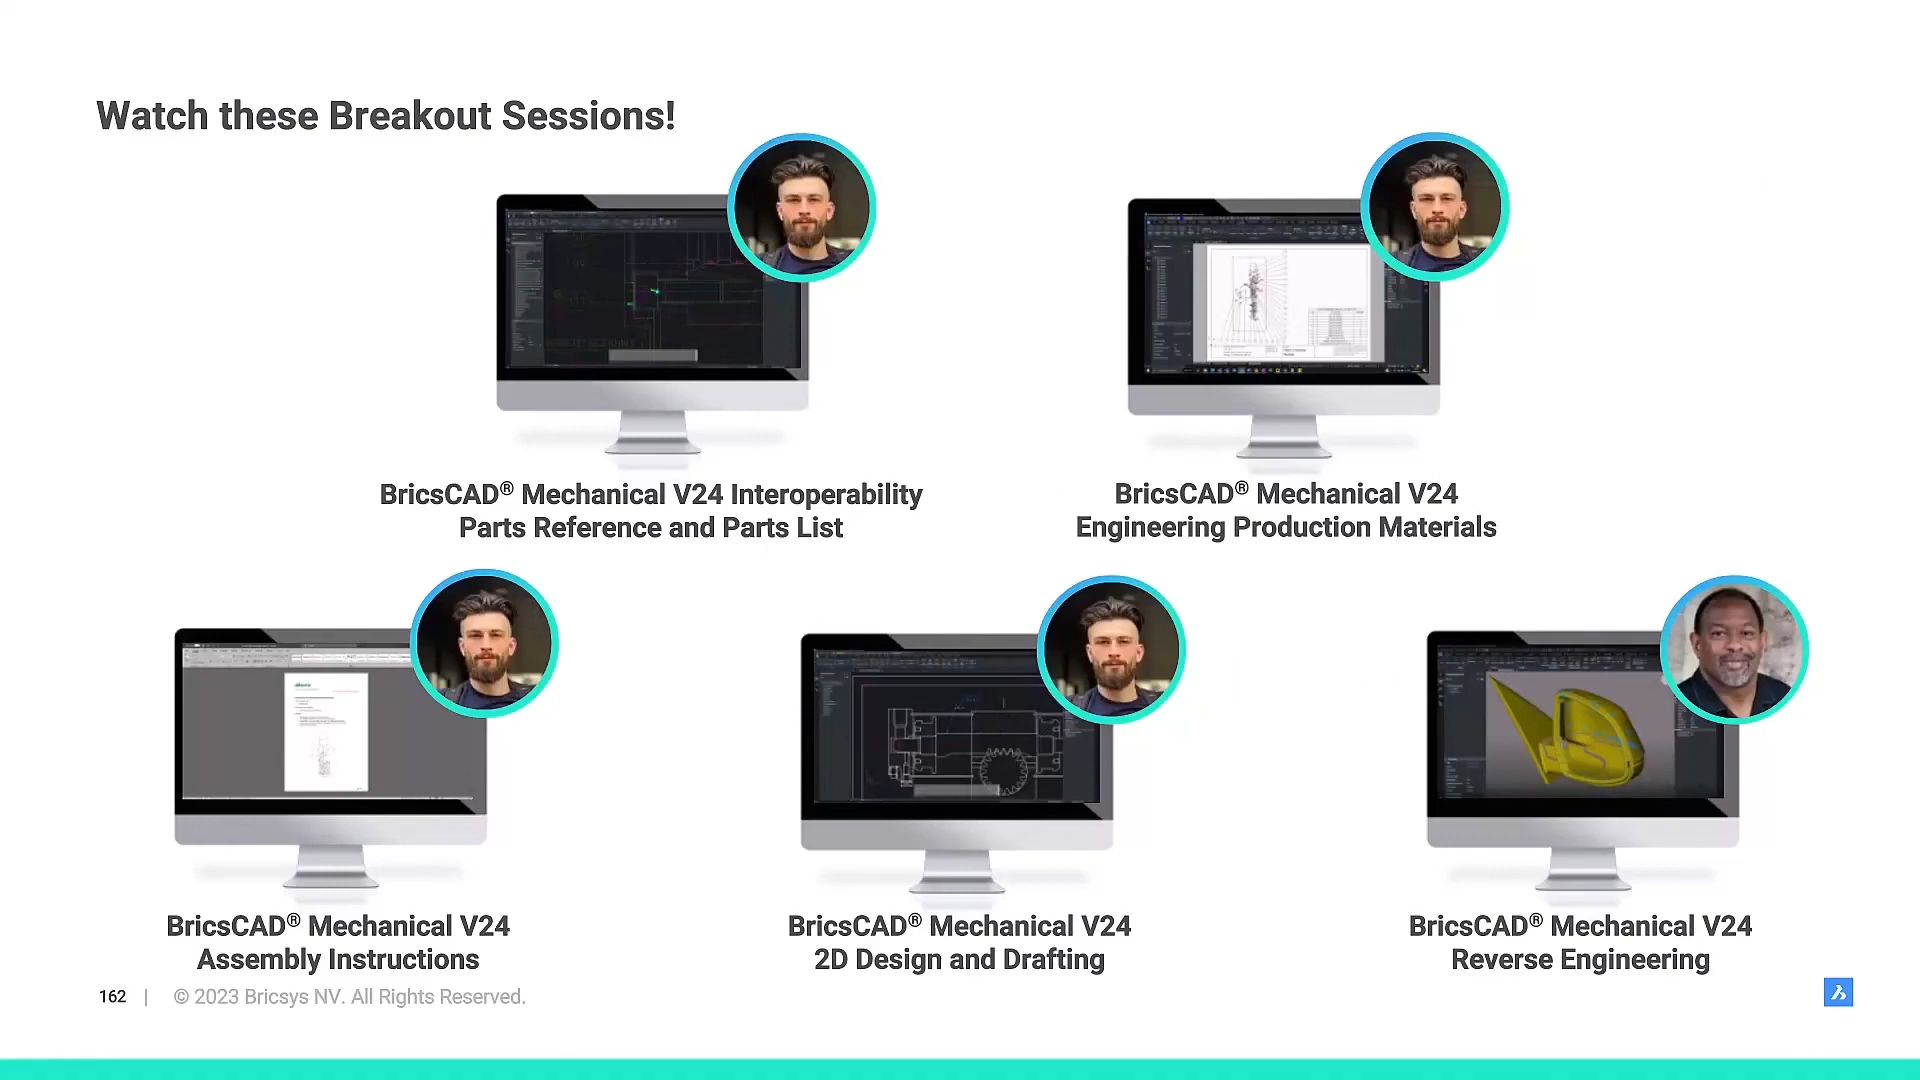 Watch these Breakout Sessions!
BricsCAD® Mechanical V24 Interoperability
Parts Reference and Parts List
BricsCAD® Mechanical V24
Engineering Production Materials
BricsCAD® Mechanical V24
Assembly Instructions
BricsCAD® Mechanical V24
2D Design and Drafting
BricsCAD® Mechanical V24
Reverse Engineering
162 | © 2023 Bricsys NV. All Rights Reserved.